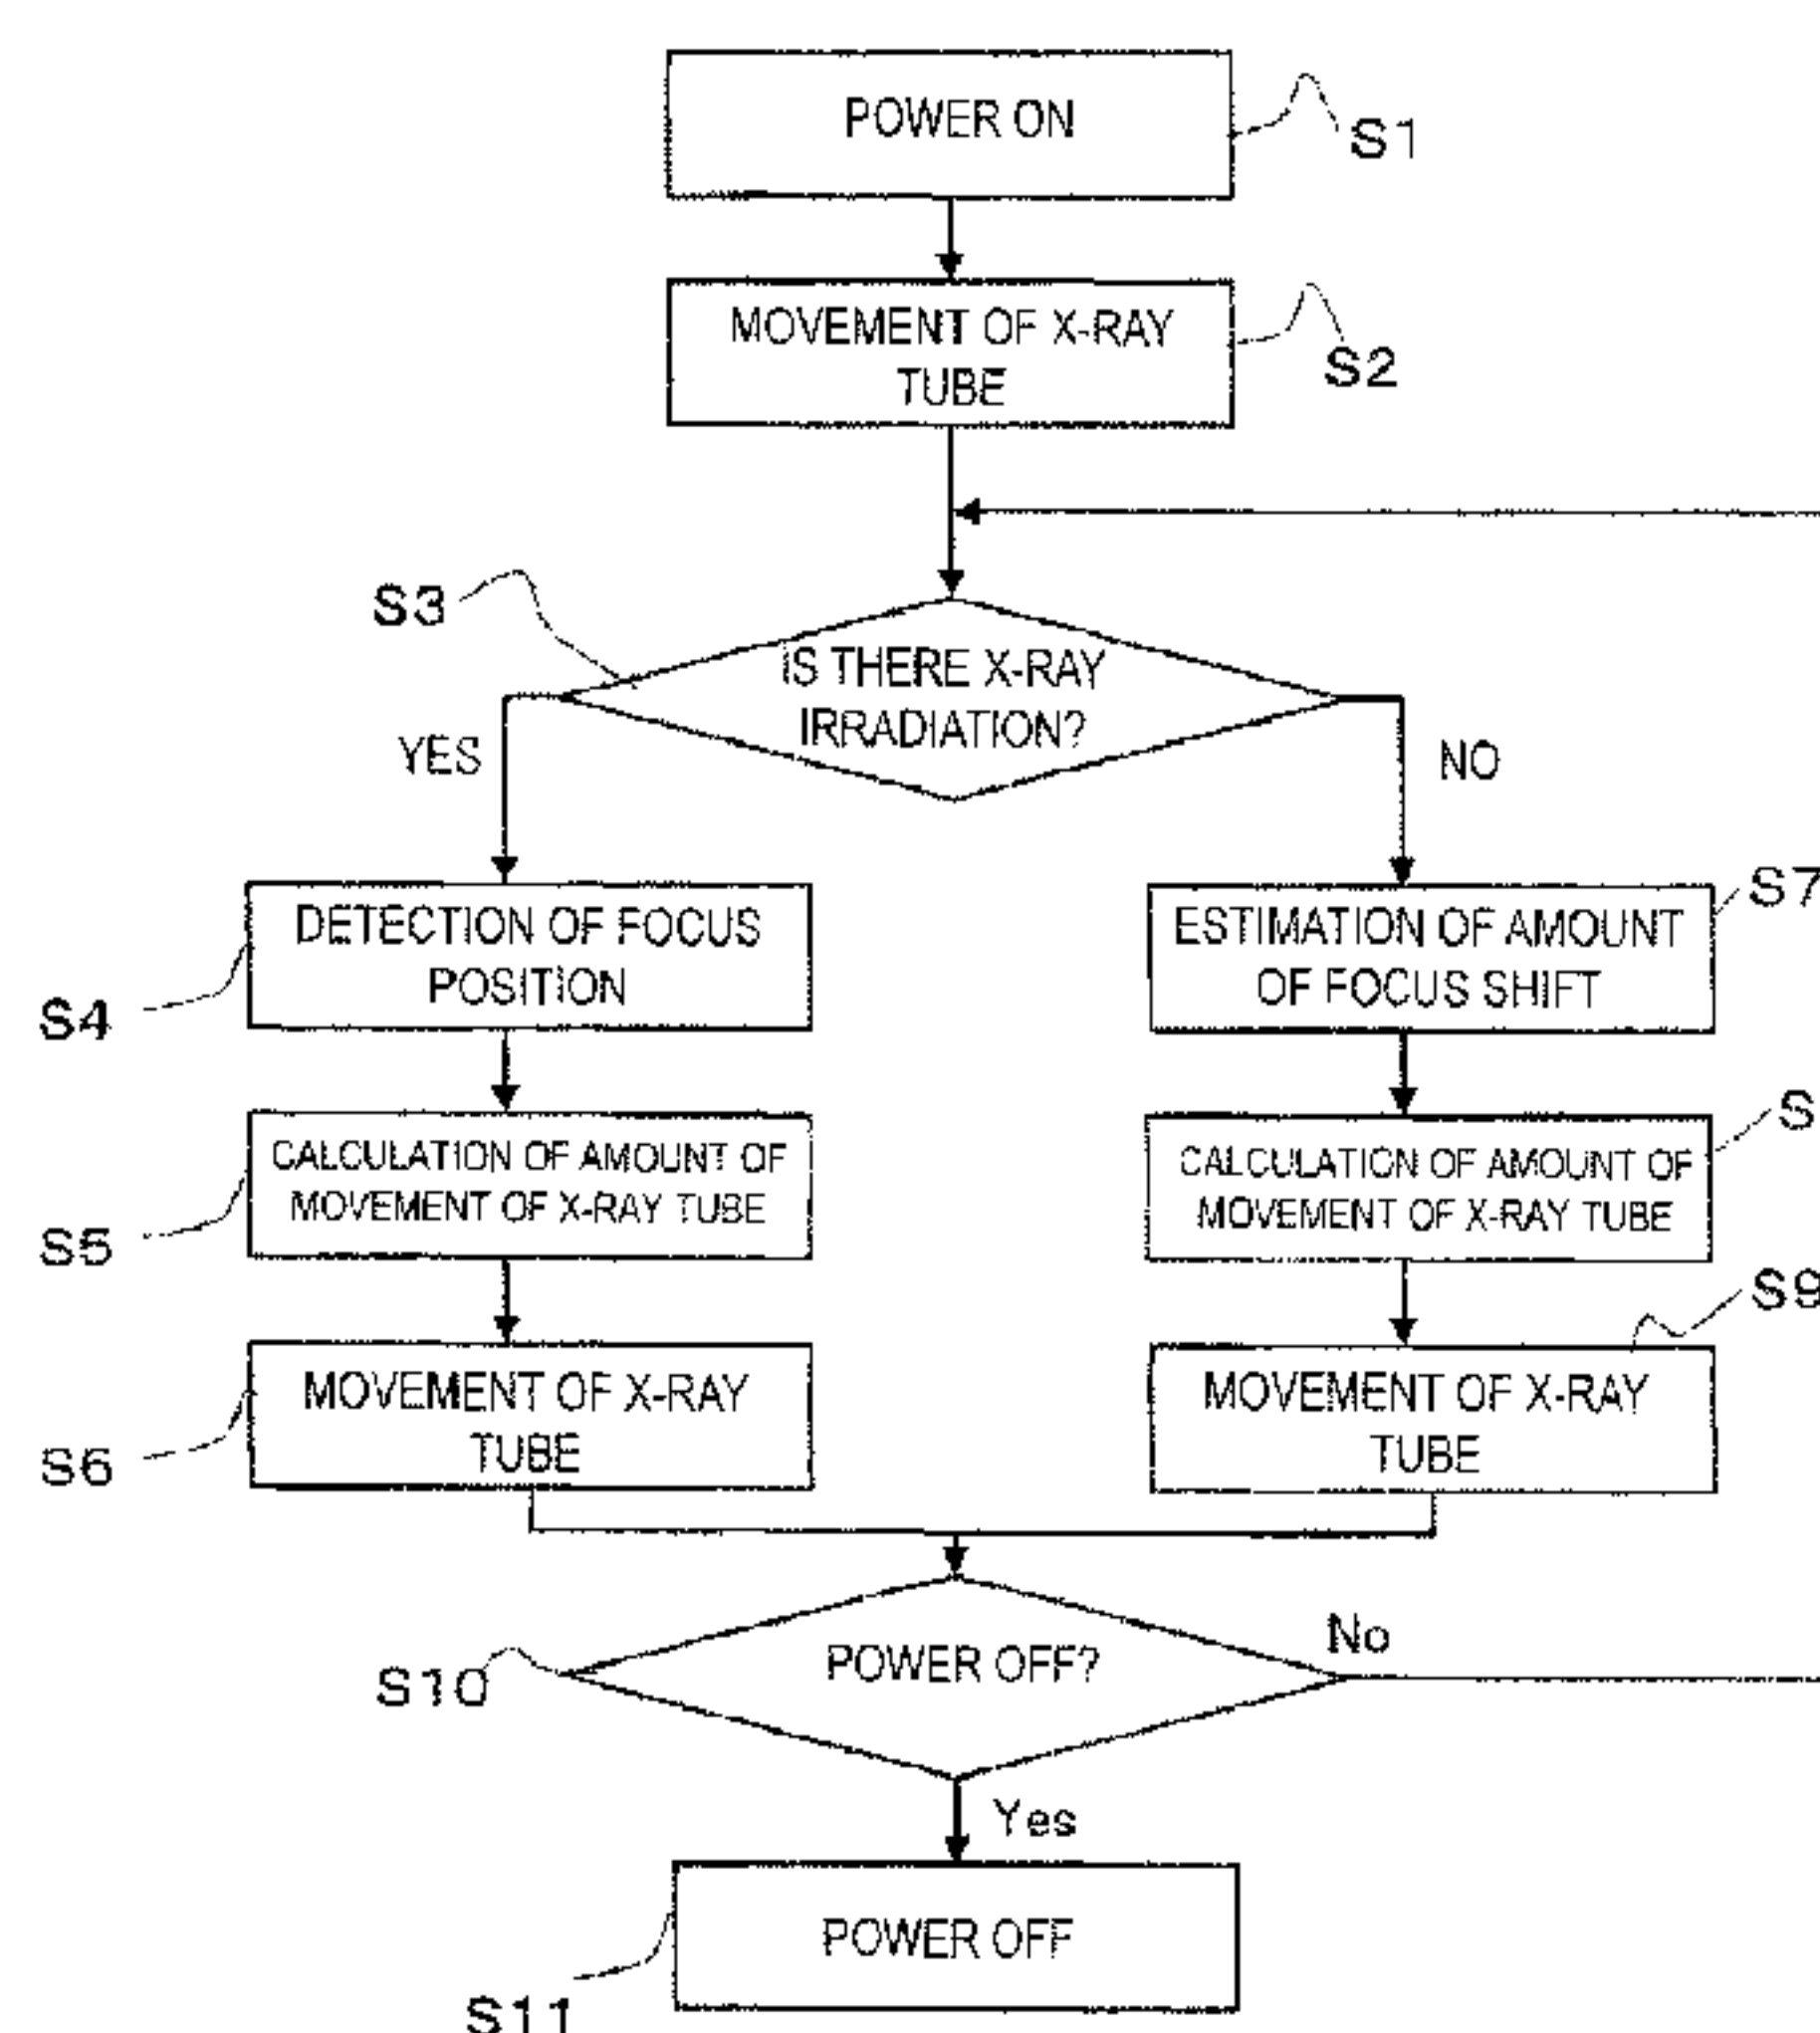 POWER ON
S1
MOVEMENT OF X-RAY
TUBE
S2
S3
IS THERE X-RAY
IRRADIATION?
YES
NO
DETECTION OF FOCUS
POSITION
S4
ESTIMATION OF AMOUNT
OF FOCUS SHIFT
S7
CALCULATION OF AMOUNT OF
MOVEMENT OF X-RAY TUBE
S5
CALCULATION OF AMOUNT OF
MOVEMENT OF X-RAY TUBE
S
MOVEMENT OF X-RAY
TUBE
S6
MOVEMENT OF X-RAY
TUBE
S9
S10
POWER OFF?
No
Yes
POWER OFF
S11